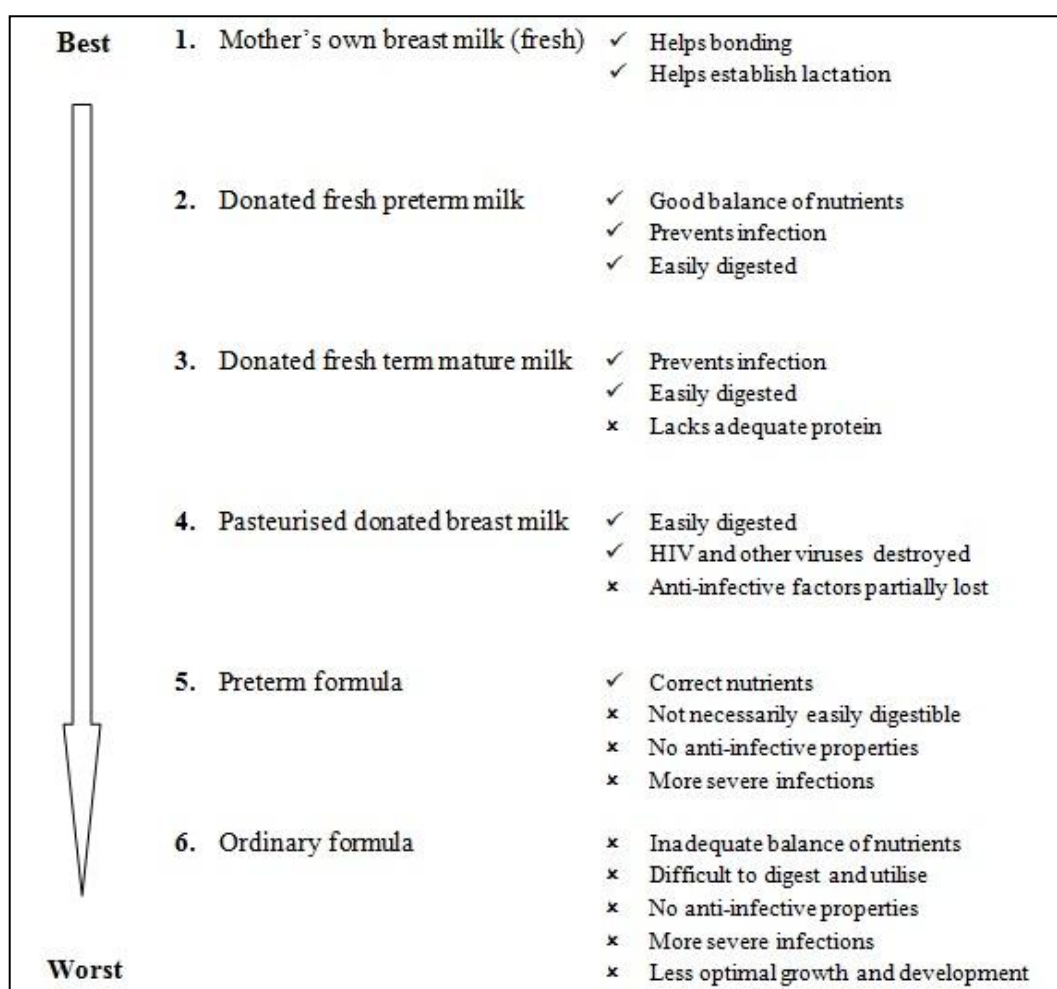 Best 1. Mother's own breast milk (fresh) ✓ Helps bonding
✓ Helps establish lactation
2. Donated fresh preterm milk ✓ Good balance of nutrients
✓ Prevents infection
✓ Easily digested
3. Donated fresh term mature milk ✓ Prevents infection
✓ Easily digested
× Lacks adequate protein
4. Pasteurised donated breast milk ✓ Easily digested
✓ HIV and other viruses destroyed
× Anti-infective factors partially lost
5. Preterm formula ✓ Correct nutrients
× Not necessarily easily digestible
× No anti-infective properties
× More severe infections
6. Ordinary formula × Inadequate balance of nutrients
× Difficult to digest and utilise
× No anti-infective properties
× More severe infections
Worst × Less optimal growth and development